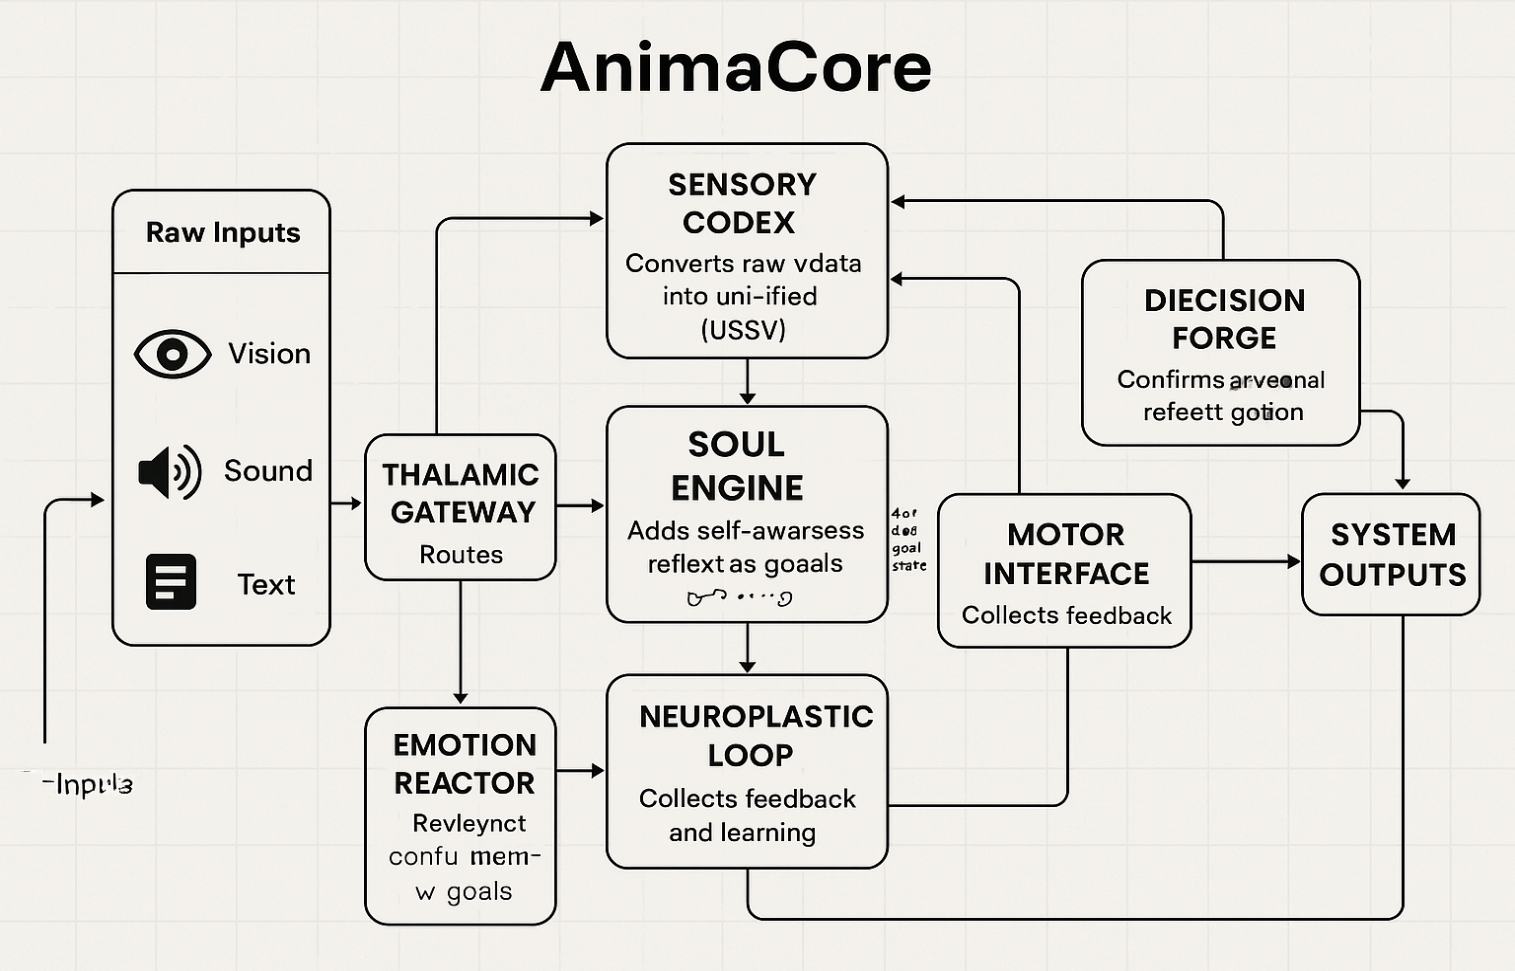 AnimaCore
Raw Inputs
Vision
Sound
Text
THALAMIC
GATEWAY
Routes
SENSORY
CODEX
Converts raw vdata
into uni-ified
(USSV)
SOUL
ENGINE
Adds self-awarsess
reflext as goaals
goal
state
EMOTION
REACTOR
Revleynct
confu mem-
w goals
NEUROPLASTIC
LOOP
Collects feedback
and learning
MOTOR
INTERFACE
Collects feedback
DIECISION
FORGE
Confirms
refeett gotion
SYSTEM
OUTPUTS